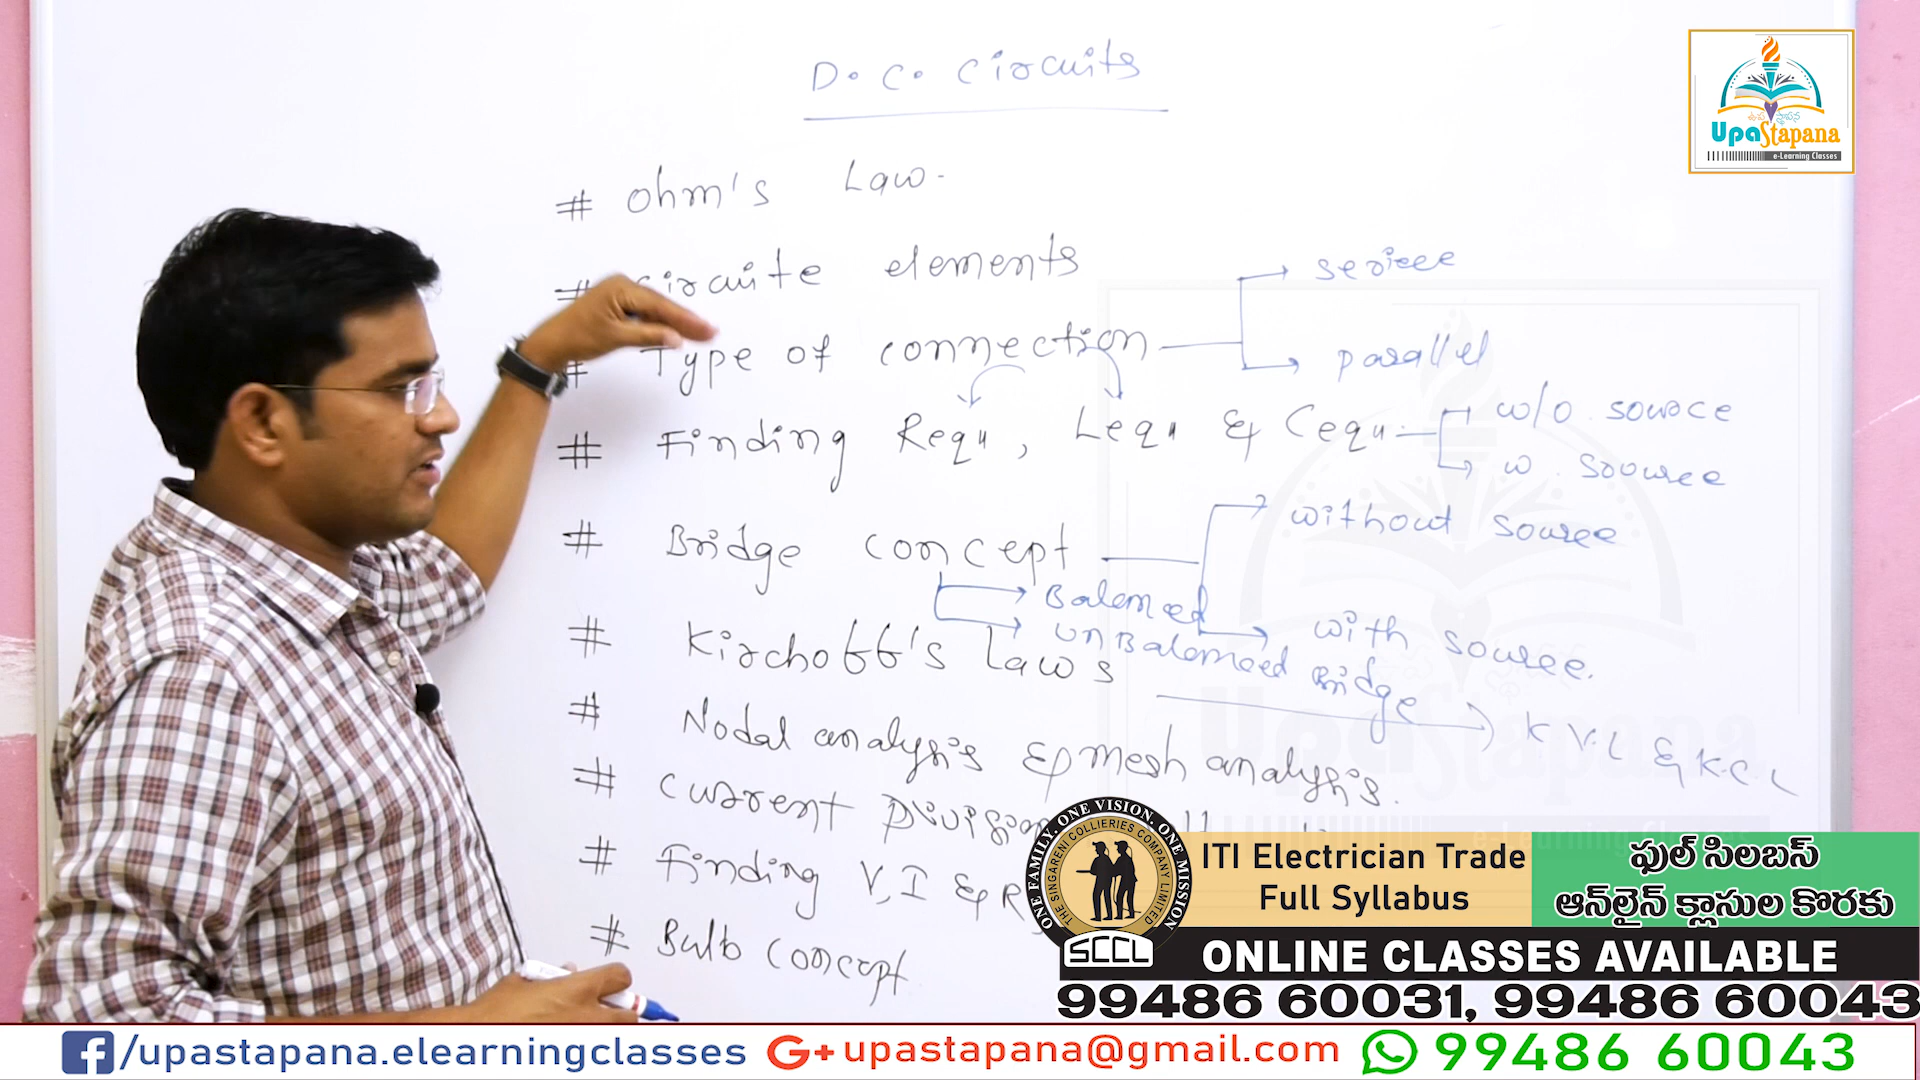 D.C. Circuits
# Ohm's Law.
# Circuite elements
# Type of connection
seriece
parallel
# Finding Requ, Lequ & Cequ
w/o. source
w. source
# Bridge concept
without source
with source.
Balanced
unBalanced Bridge
# Kirchoff's laws
K.V.L & K.C.L
# Nodal analysis & mesh analysis.
# Current Division
# Finding V, I & R
# Bulb concept
UpaStapana
e-Learning Classes
ONE FAMILY. ONE VISION. ONE MISSION
THE SINGARENI COLLIERIES COMPANY LIMITED
SCCL
ITI Electrician Trade
Full Syllabus
ఫుల్ సిలబస్
ఆన్‌లైన్ క్లాసుల కొరకు
ONLINE CLASSES AVAILABLE
99486 60031, 99486 60043
/upastapana.elearningclasses
G+ upastapana@gmail.com
99486 60043